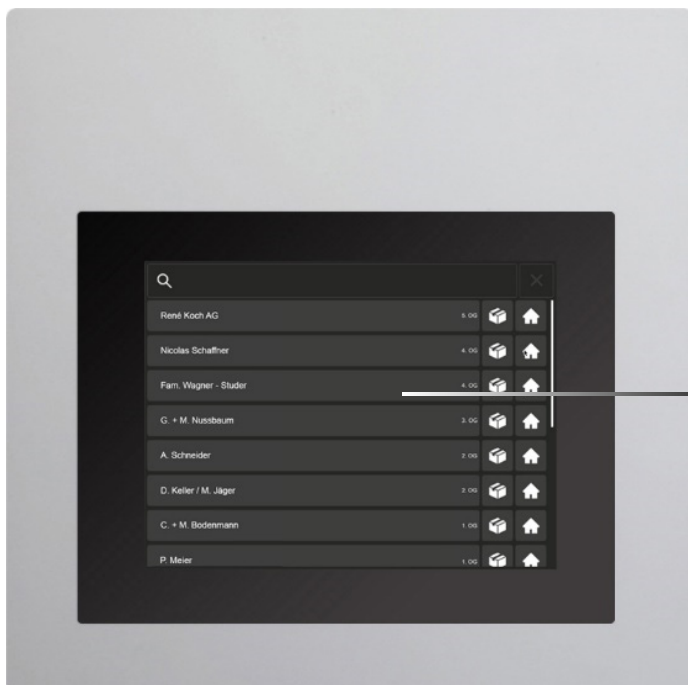 René Koch AG 5. OG
Nicolas Schaffner 4. OG
Fam. Wagner - Studer 4. OG
G. + M. Nussbaum 3. OG
A. Schneider 2. OG
D. Keller / M. Jäger 2. OG
C. + M. Bodenmann 1. OG
P. Meier 1. OG